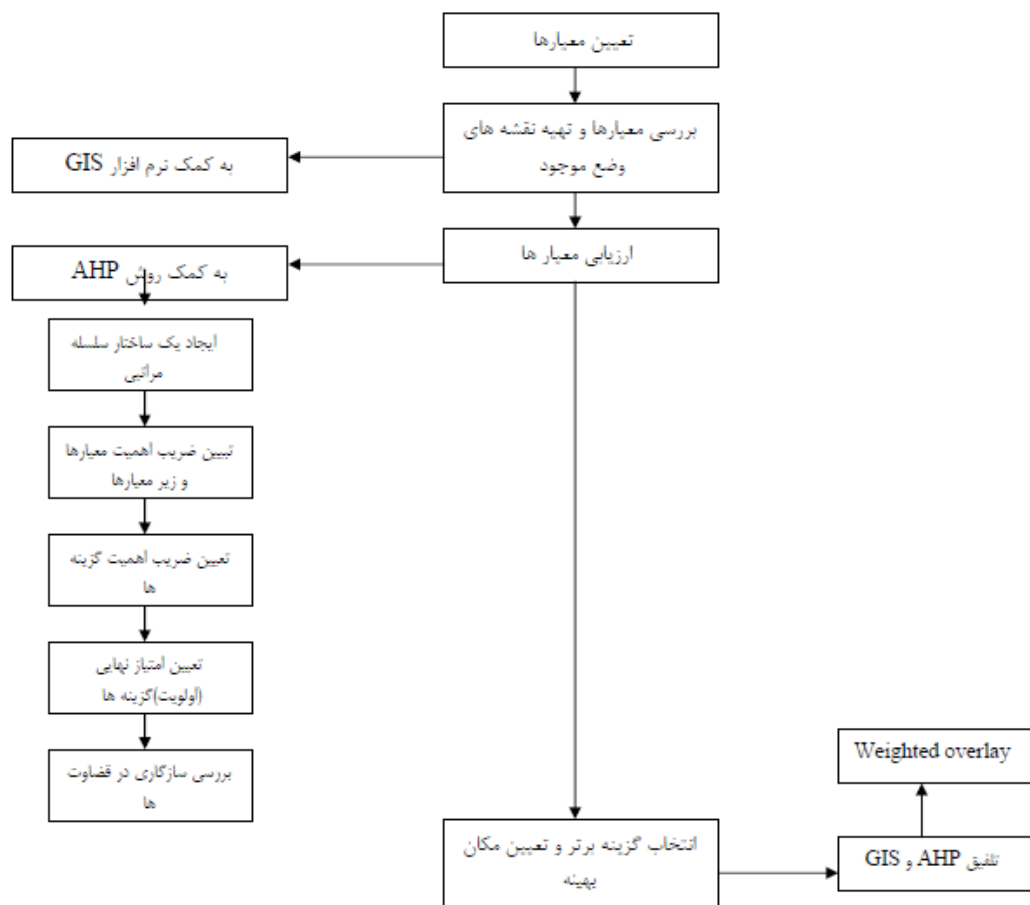 تعیین معیارها
بررسی معیارها و تهیه نقشه های
وضع موجود
به کمک نرم افزار GIS
ارزیابی معیار ها
به کمک روش AHP
ایجاد یک ساختار سلسله
مراتبی
تبیین ضریب اهمیت معیارها
و زیر معیارها
تعیین ضریب اهمیت گزینه
ها
تعیین امتیاز نهایی
(اولویت)گزینه ها
بررسی سازگاری در قضاوت
ها
انتخاب گزینه برتر و تعیین مکان
بهینه
تلفیق AHP و GIS
Weighted overlay